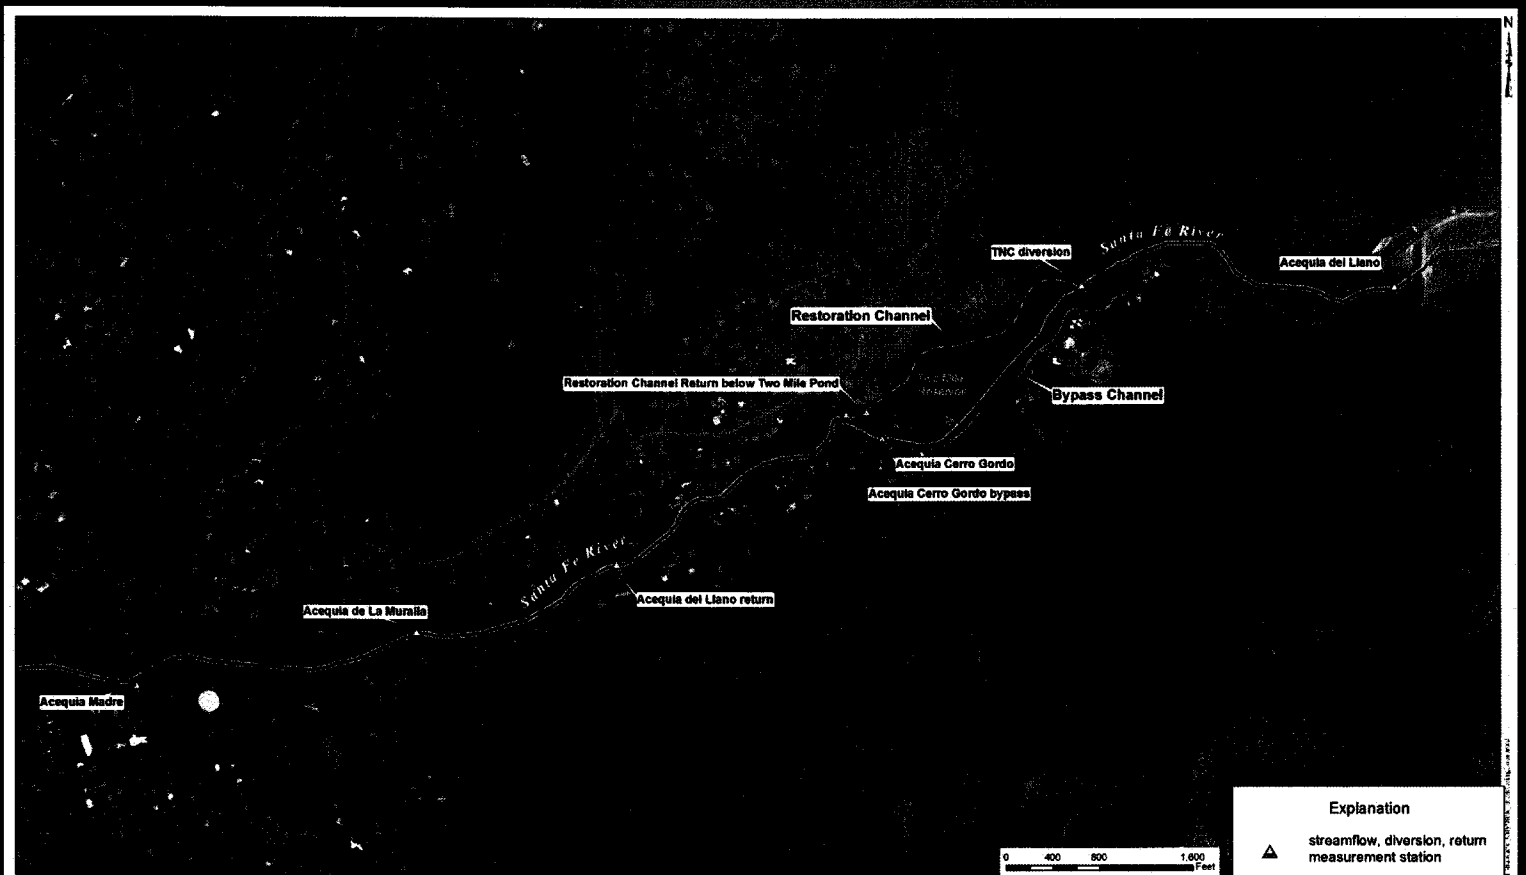 N
Santa Fe River
TNC diversion
Acequia del Llano
Restoration Channel
Restoration Channel Return below Two Mile Pond
Bypass Channel
Acequia Cerro Gordo
Acequia Cerro Gordo bypass
Santa Fe River
Acequia del Llano return
Acequia de La Muralla
Acequia Madre
Explanation
streamflow, diversion, return
measurement station
0 400 800 1,600
Feet